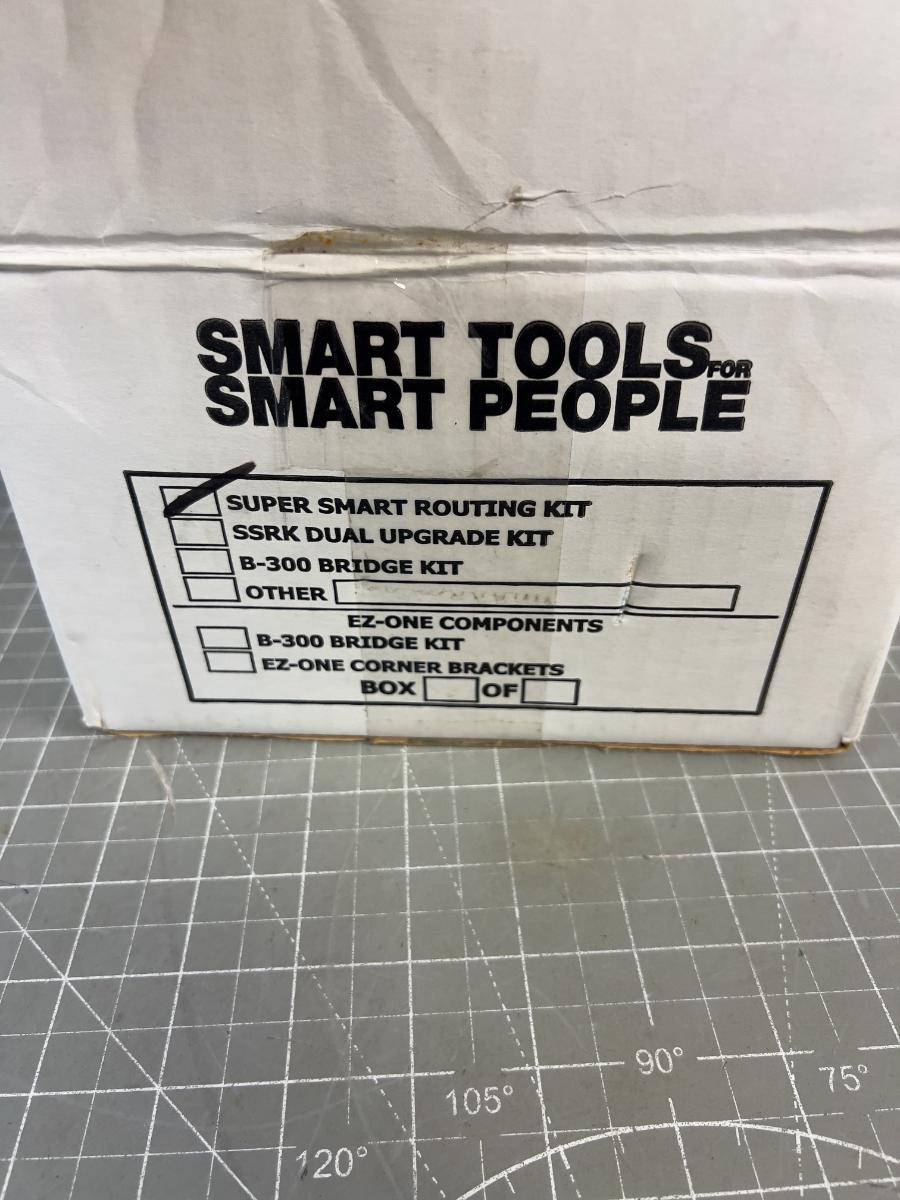 SMART TOOLS FOR
SMART PEOPLE
SUPER SMART ROUTING KIT
SSRK DUAL UPGRADE KIT
B-300 BRIDGE KIT
OTHER
EZ-ONE COMPONENTS
B-300 BRIDGE KIT
EZ-ONE CORNER BRACKETS
BOX OF
90°
75°
105°
120°